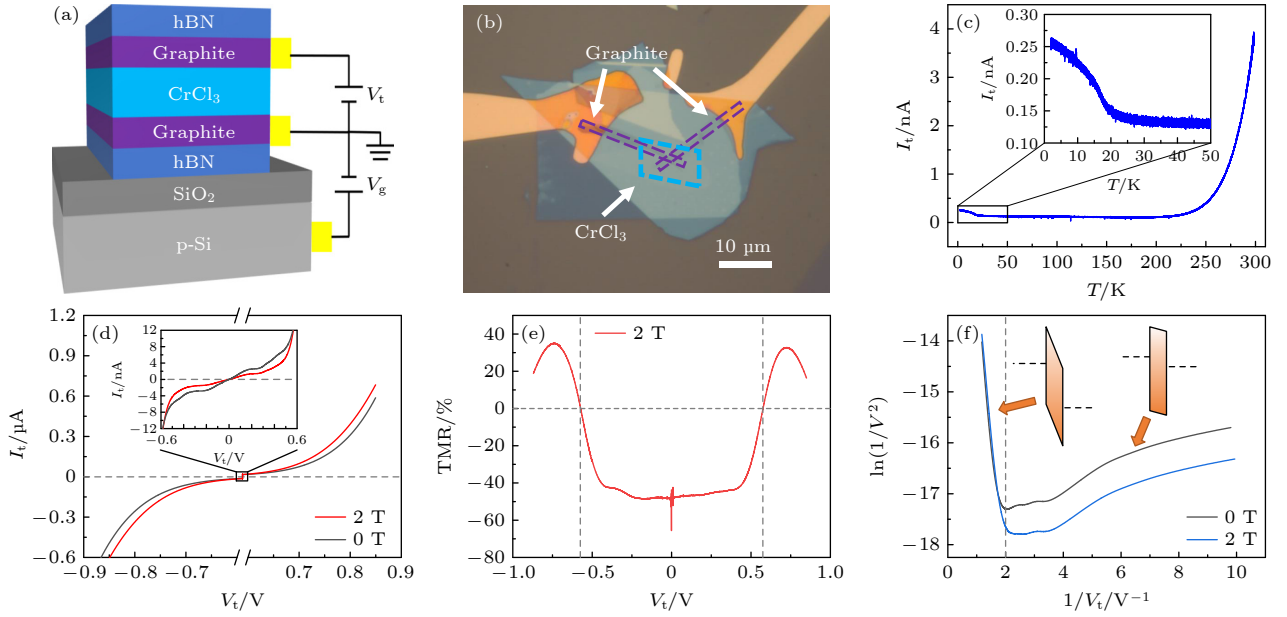 (a)
hBN
Graphite
CrCl₃
Graphite
hBN
SiO₂
p-Si
Vₜ
V_g
(b)
Graphite
CrCl₃
10 µm
(c)
Iₜ/nA
4
3
2
1
0
0 50 100 150 200 250 300
T/K
Iₜ/nA
0.30
0.25
0.20
0.15
0.10
0 10 20 30 40 50
T/K
(d)
Iₜ/µA
1.2
0.9
0.6
0.3
0
−0.3
−0.6
−0.9 −0.7 0.7 0.9
Vₜ/V
Iₜ/nA
12
8
4
0
−4
−8
−12
−0.6 0 0.6
Vₜ/V
2 T
0 T
(e)
2 T
TMR/%
40
20
0
−20
−40
−60
−80
−1.0 −0.5 0 0.5 1.0
Vₜ/V
(f)
ln(1/V²)
−14
−15
−16
−17
−18
0 2 4 6 8 10
1/Vₜ/V⁻¹
0 T
2 T